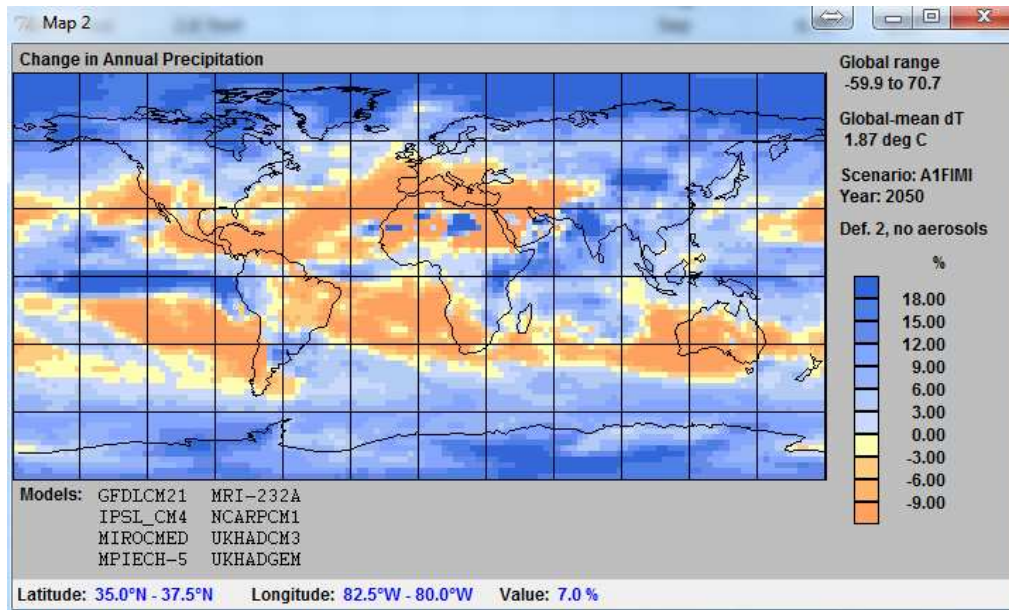 Map 2
Change in Annual Precipitation
Global range
-59.9 to 70.7
Global-mean dT
1.87 deg C
Scenario: A1FIMI
Year: 2050
Def. 2, no aerosols
%
18.00
15.00
12.00
9.00
6.00
3.00
0.00
-3.00
-6.00
-9.00
Models: GFDLCM21 MRI-232A
IPSL_CM4 NCARPCM1
MIROCMED UKHADCM3
MPIECH-5 UKHADGEM
Latitude: 35.0°N - 37.5°N Longitude: 82.5°W - 80.0°W Value: 7.0 %